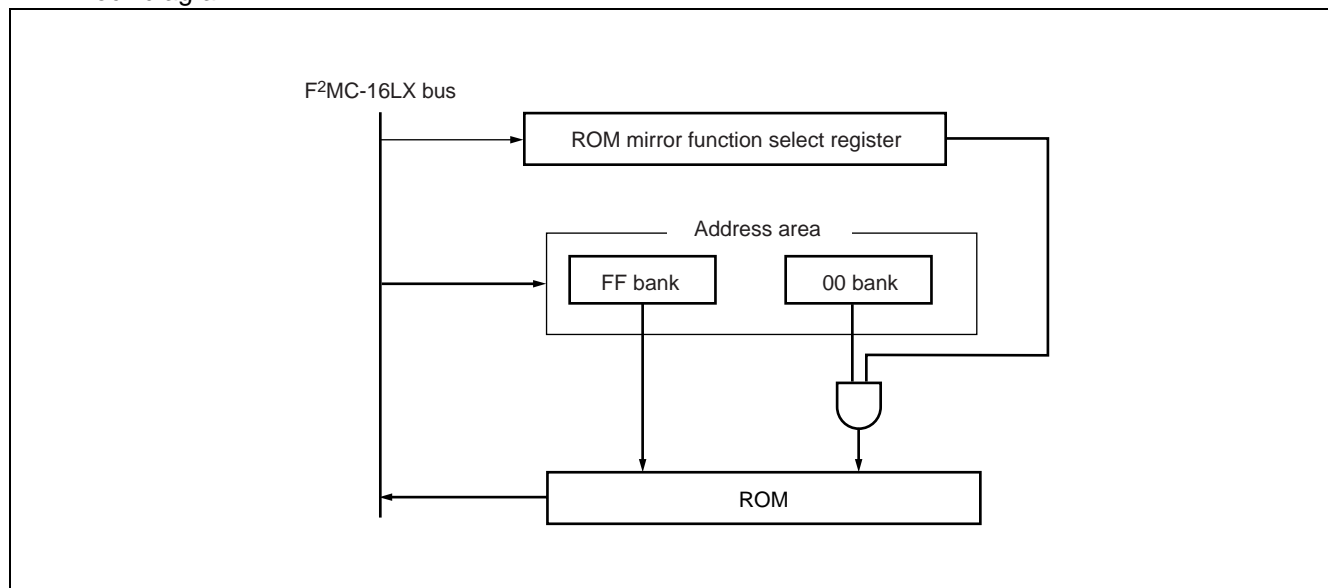 F²MC-16LX bus
ROM mirror function select register
Address area
FF bank
00 bank
ROM